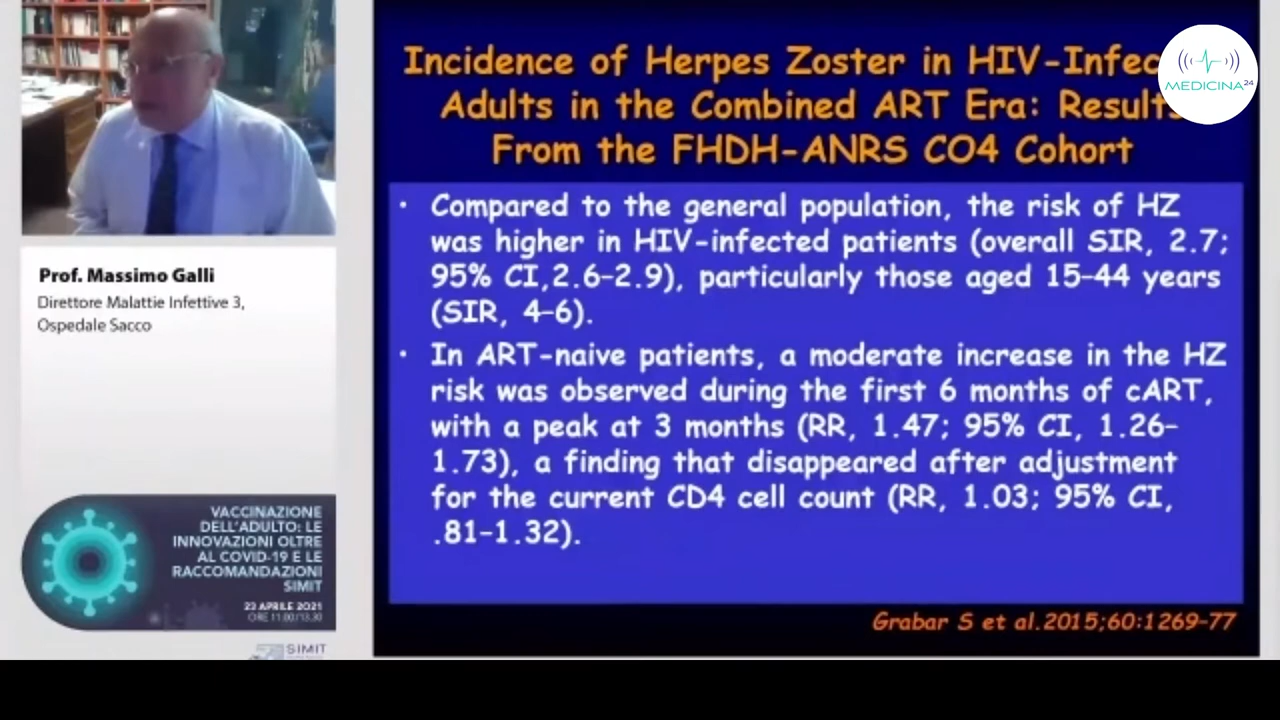 Incidence of Herpes Zoster in HIV-Infec
Adults in the Combined ART Era: Results
From the FHDH-ANRS CO4 Cohort
MEDICINA24
• Compared to the general population, the risk of HZ
was higher in HIV-infected patients (overall SIR, 2.7;
95% CI,2.6–2.9), particularly those aged 15–44 years
(SIR, 4–6).
• In ART-naive patients, a moderate increase in the HZ
risk was observed during the first 6 months of cART,
with a peak at 3 months (RR, 1.47; 95% CI, 1.26–
1.73), a finding that disappeared after adjustment
for the current CD4 cell count (RR, 1.03; 95% CI,
.81–1.32).
Grabar S et al.2015;60:1269-77
Prof. Massimo Galli
Direttore Malattie Infettive 3,
Ospedale Sacco
VACCINAZIONE
DELL'ADULTO: LE
INNOVAZIONI OLTRE
AL COVID-19 E LE
RACCOMANDAZIONI
SIMIT
23 APRILE 2021
ORE 11.00/13.30
SIMIT